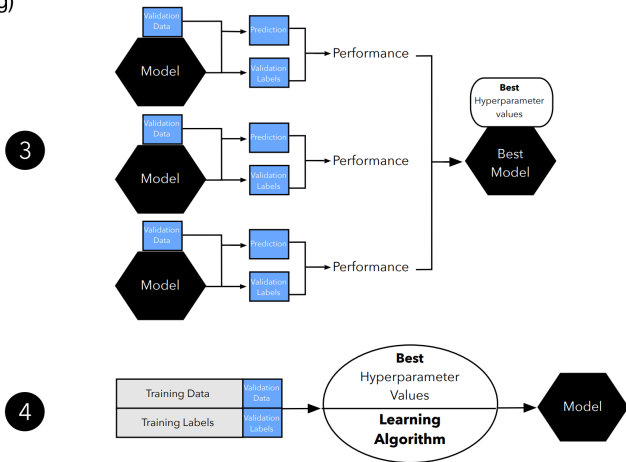 g)
Validation
Data
Prediction
Model
Validation
Labels
Performance
3
Validation
Data
Prediction
Model
Validation
Labels
Performance
Best
Hyperparameter
values
Best
Model
Validation
Data
Prediction
Model
Validation
Labels
Performance
4
Training Data
Validation
Data
Training Labels
Validation
Labels
Best
Hyperparameter
Values
Learning
Algorithm
Model